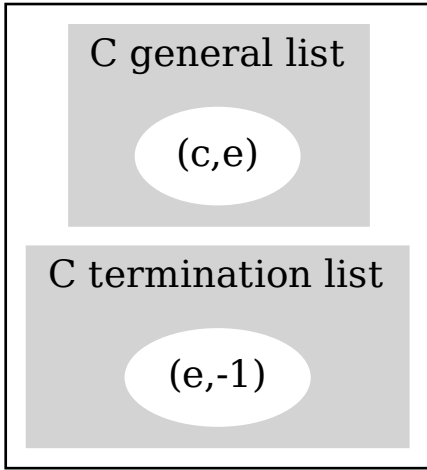 C general list
(c,e)
C termination list
(e,-1)